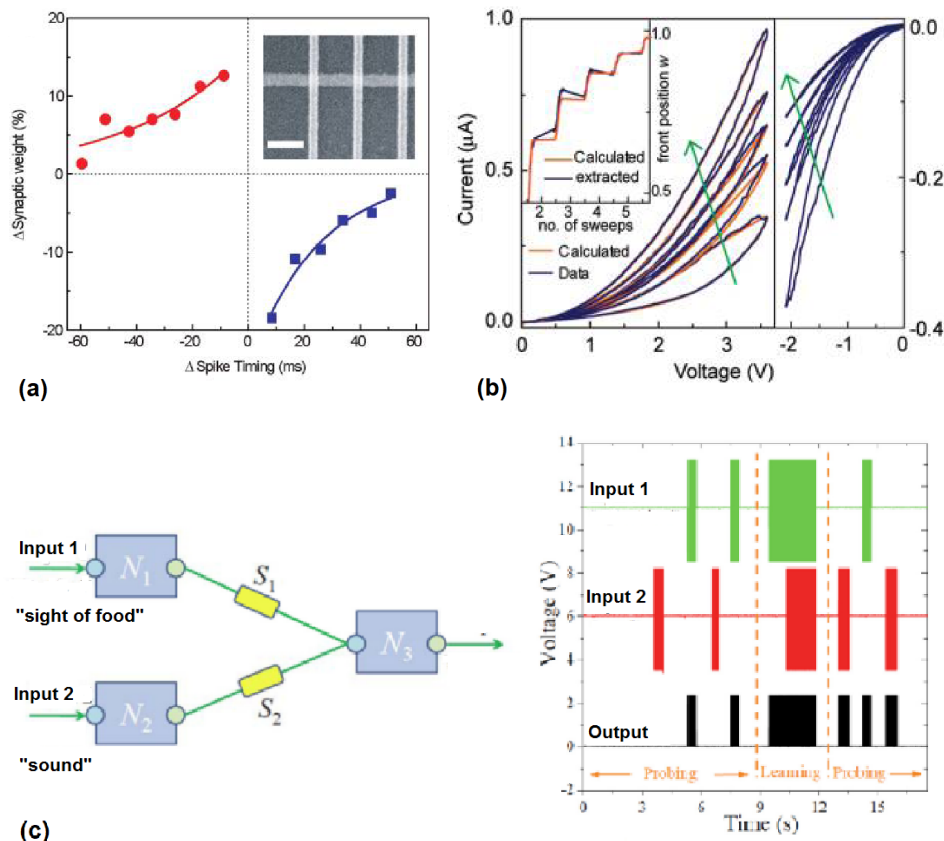 20
10
0
-10
-20
Δ Synaptic weight (%)
-60
-40
-20
0
20
40
60
Δ Spike Timing (ms)
(a)
1.0
0.5
0.0
Current (µA)
1.0
0.5
front position w
Calculated
extracted
2 3 4 5
no. of sweeps
Calculated
Data
0 1 2 3
-2 -1 0
Voltage (V)
0.0
-0.2
-0.4
(b)
Input 1
N1
"sight of food"
S1
N3
Input 2
N2
S2
"sound"
(c)
14
12
10
8
6
4
2
0
-2
Voltage (V)
Input 1
Input 2
Output
Probing
Learning
Probing
0 3 6 9 12 15
Time (s)